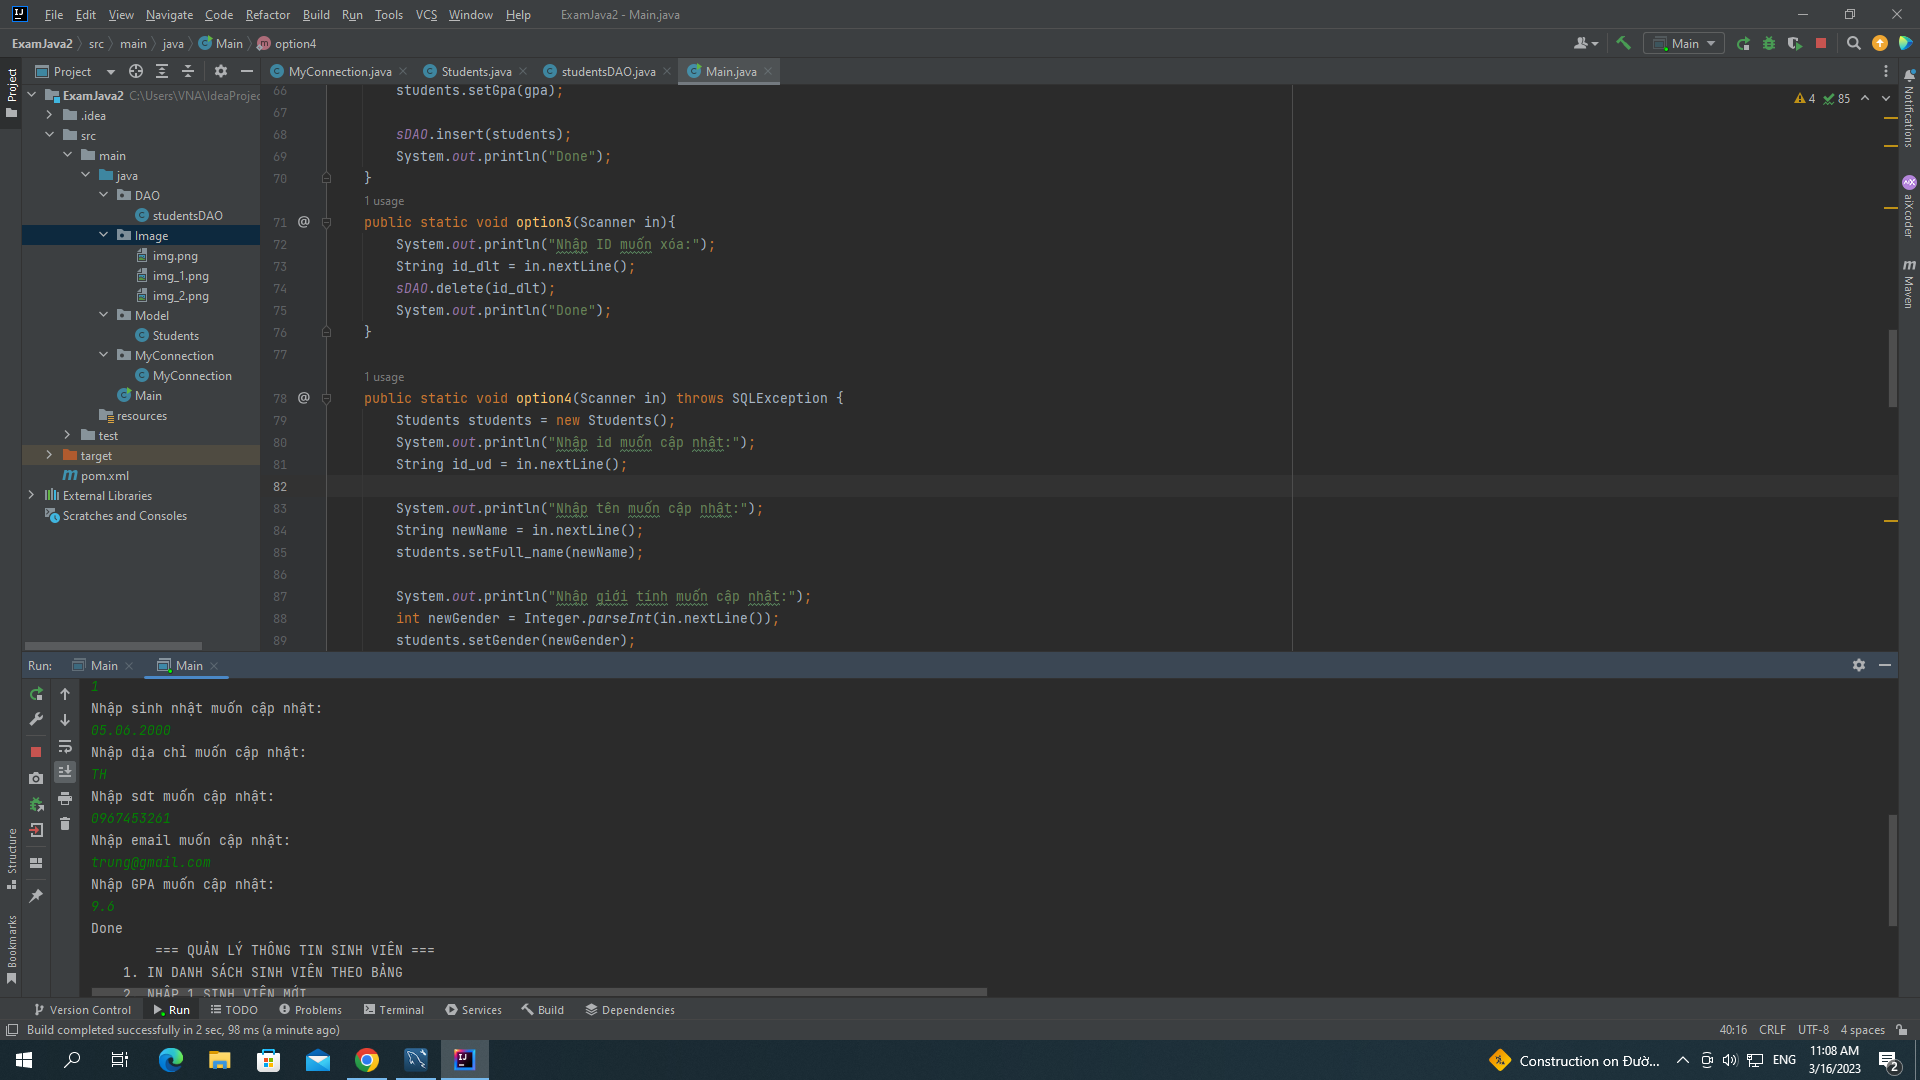 File Edit View Navigate Code Refactor Build Run Tools VCS Window Help ExamJava2 - Main.java
ExamJava2 src main java Main option4
Main
Project
MyConnection.java Students.java studentsDAO.java Main.java
ExamJava2 C:\Users\VNA\IdeaProjec
.idea
src
main
java
DAO
studentsDAO
Image
img.png
img_1.png
img_2.png
Model
Students
MyConnection
MyConnection
Main
resources
test
target
pom.xml
External Libraries
Scratches and Consoles
4 85
66 students.setGpa(gpa);
67
68 sDAO.insert(students);
69 System.out.println("Done");
70 }
1 usage
71 @ public static void option3(Scanner in){
72 System.out.println("Nhập ID muốn xóa:");
73 String id_dlt = in.nextLine();
74 sDAO.delete(id_dlt);
75 System.out.println("Done");
76 }
77
1 usage
78 @ public static void option4(Scanner in) throws SQLException {
79 Students students = new Students();
80 System.out.println("Nhập id muốn cập nhật:");
81 String id_ud = in.nextLine();
82
83 System.out.println("Nhập tên muốn cập nhật:");
84 String newName = in.nextLine();
85 students.setFull_name(newName);
86
87 System.out.println("Nhập giới tính muốn cập nhật:");
88 int newGender = Integer.parseInt(in.nextLine());
89 students.setGender(newGender);
Project
Structure
Bookmarks
Notifications
aiXcoder
Maven
Run: Main Main
1
Nhập sinh nhật muốn cập nhật:
05.06.2000
Nhập dịa chỉ muốn cập nhật:
TH
Nhập sdt muốn cập nhật:
0967453261
Nhập email muốn cập nhật:
trung@gmail.com
Nhập GPA muốn cập nhật:
9.6
Done
=== QUẢN LÝ THÔNG TIN SINH VIÊN ===
1. IN DANH SÁCH SINH VIÊN THEO BẢNG
2. NHẬP 1 SINH VIÊN MỚI
Version Control Run TODO Problems Terminal Services Build Dependencies
Build completed successfully in 2 sec, 98 ms (a minute ago)
40:16 CRLF UTF-8 4 spaces
Construction on Đườ...
ENG
11:08 AM
3/16/2023
2